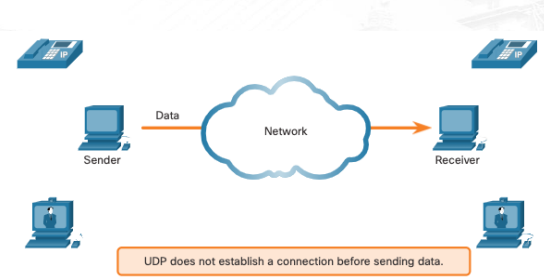 IP
IP
Data
Network
Sender
Receiver
UDP does not establish a connection before sending data.